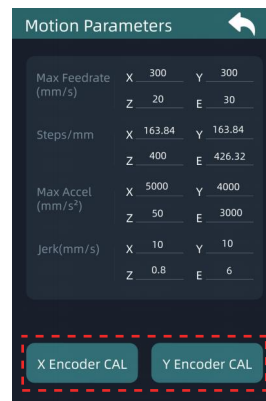 Motion Parameters
Max Feedrate X 300 Y 300
(mm/s)
Z 20 E 30
Steps/mm X 163.84 Y 163.84
Z 400 E 426.32
Max Accel X 5000 Y 4000
(mm/s²)
Z 50 E 3000
Jerk(mm/s) X 10 Y 10
Z 0.8 E 6
X Encoder CAL Y Encoder CAL